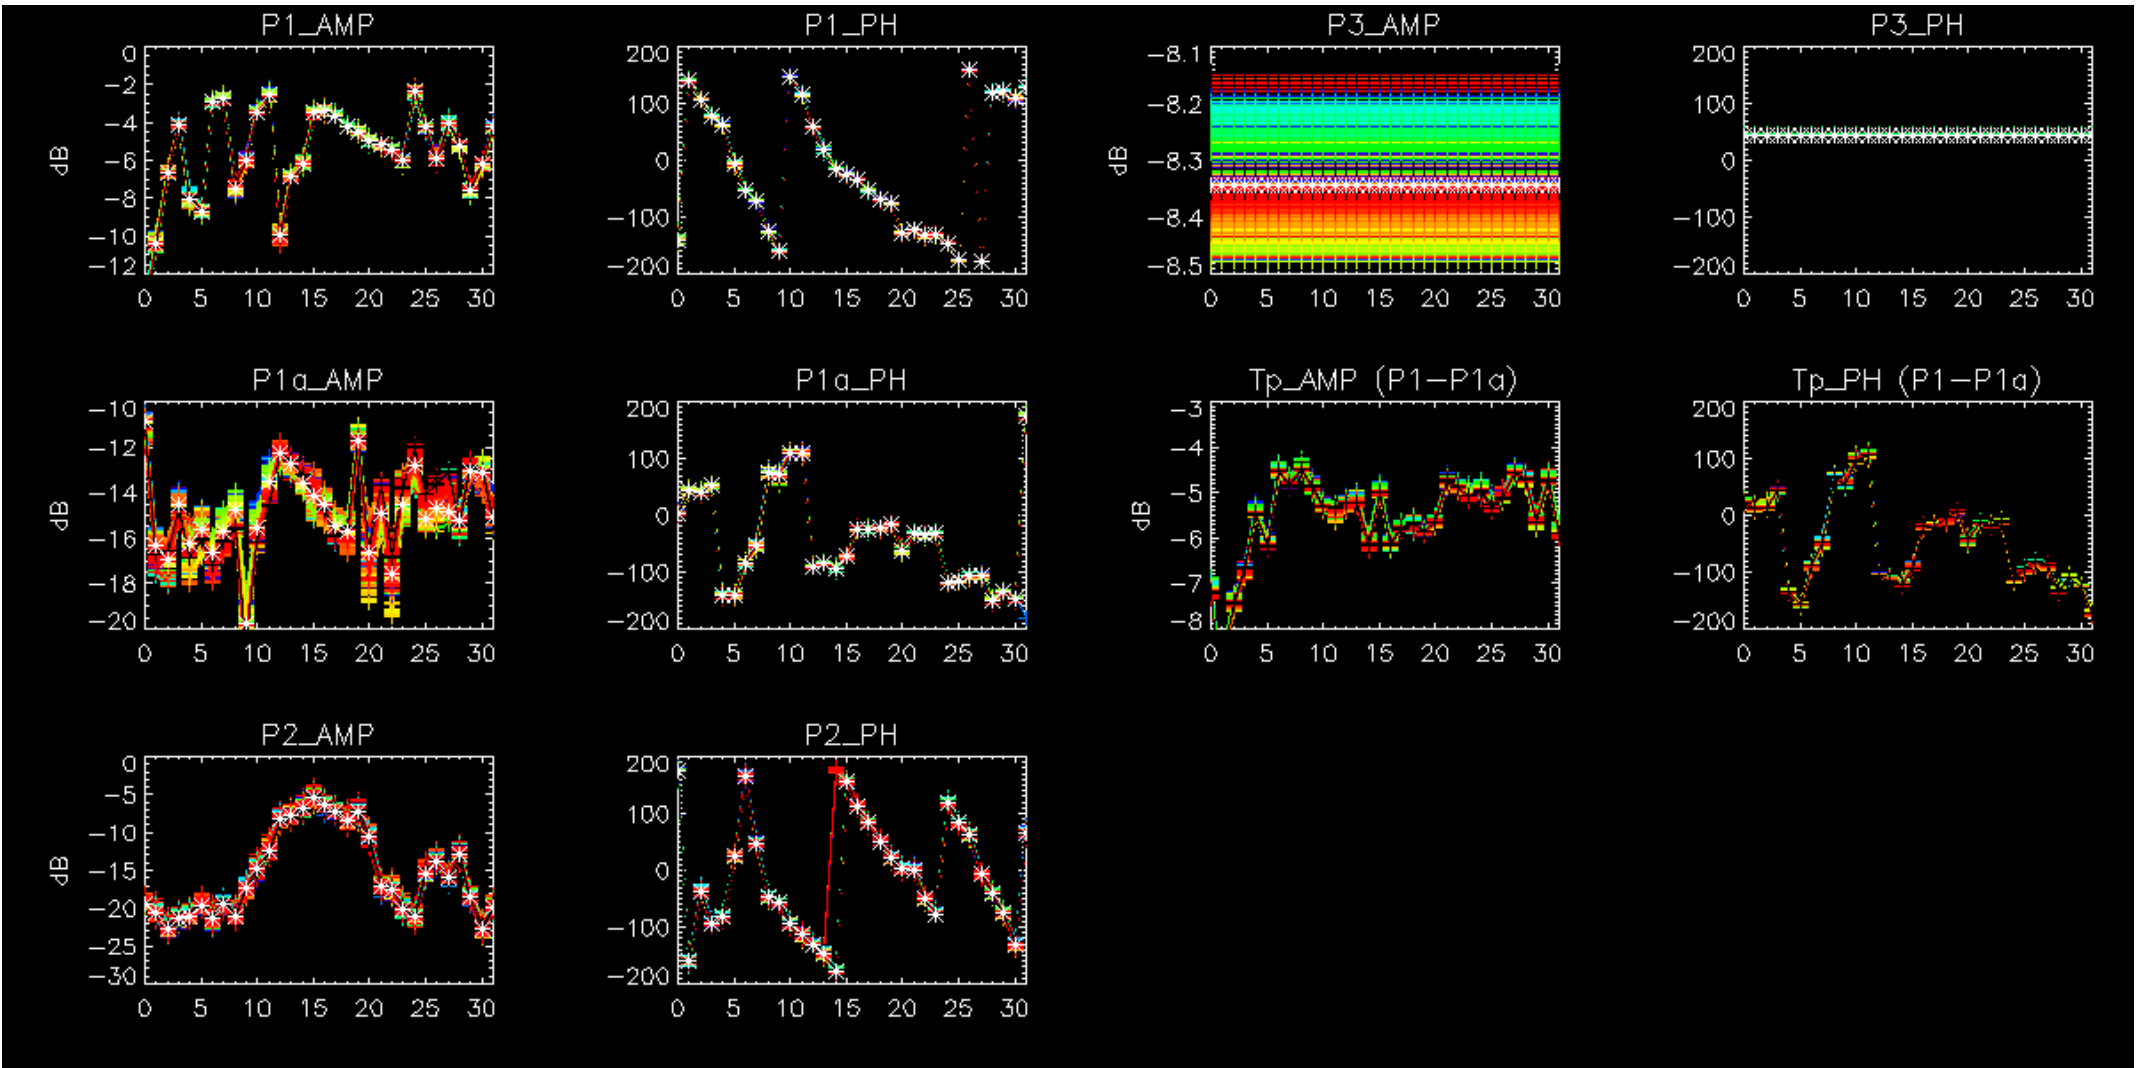 P1_AMP
0
−2
−4
−6
−8
−10
−12
dB
0 5 10 15 20 25 30
P1_PH
200
100
0
−100
−200
0 5 10 15 20 25 30
P3_AMP
−8.1
−8.2
−8.3
−8.4
−8.5
dB
0 5 10 15 20 25 30
P3_PH
200
100
0
−100
−200
0 5 10 15 20 25 30
P1a_AMP
−10
−12
−14
−16
−18
−20
dB
0 5 10 15 20 25 30
P1a_PH
200
100
0
−100
−200
0 5 10 15 20 25 30
Tp_AMP (P1−P1a)
−3
−4
−5
−6
−7
−8
dB
0 5 10 15 20 25 30
Tp_PH (P1−P1a)
200
100
0
−100
−200
0 5 10 15 20 25 30
P2_AMP
0
−5
−10
−15
−20
−25
−30
dB
0 5 10 15 20 25 30
P2_PH
200
100
0
−100
−200
0 5 10 15 20 25 30